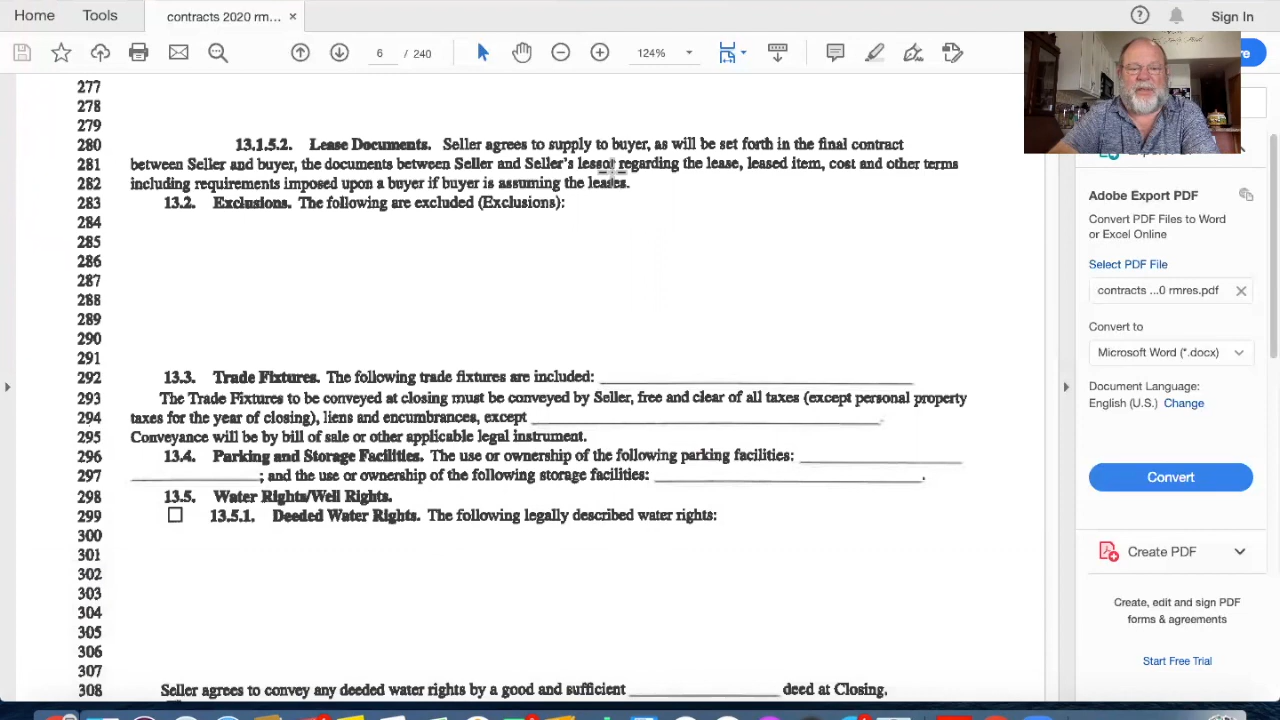 Home Tools contracts 2020 rm... × Sign In
6 / 240 124%
277
278
279
280 13.1.5.2. Lease Documents. Seller agrees to supply to buyer, as will be set forth in the final contract
281 between Seller and buyer, the documents between Seller and Seller's lessor regarding the lease, leased item, cost and other terms
282 including requirements imposed upon a buyer if buyer is assuming the leases.
283 13.2. Exclusions. The following are excluded (Exclusions):
284
285
286
287
288
289
290
291
292 13.3. Trade Fixtures. The following trade fixtures are included:
293 The Trade Fixtures to be conveyed at closing must be conveyed by Seller, free and clear of all taxes (except personal property
294 taxes for the year of closing), liens and encumbrances, except .
295 Conveyance will be by bill of sale or other applicable legal instrument.
296 13.4. Parking and Storage Facilities. The use or ownership of the following parking facilities:
297 ; and the use or ownership of the following storage facilities: .
298 13.5. Water Rights/Well Rights.
299 13.5.1. Deeded Water Rights. The following legally described water rights:
300
301
302
303
304
305
306
307
308 Seller agrees to convey any deeded water rights by a good and sufficient deed at Closing.
Adobe Export PDF
Convert PDF Files to Word
or Excel Online
Select PDF File
contracts ...0 rmres.pdf
Convert to
Microsoft Word (*.docx)
Document Language:
English (U.S.) Change
Convert
Create PDF
Create, edit and sign PDF
forms & agreements
Start Free Trial